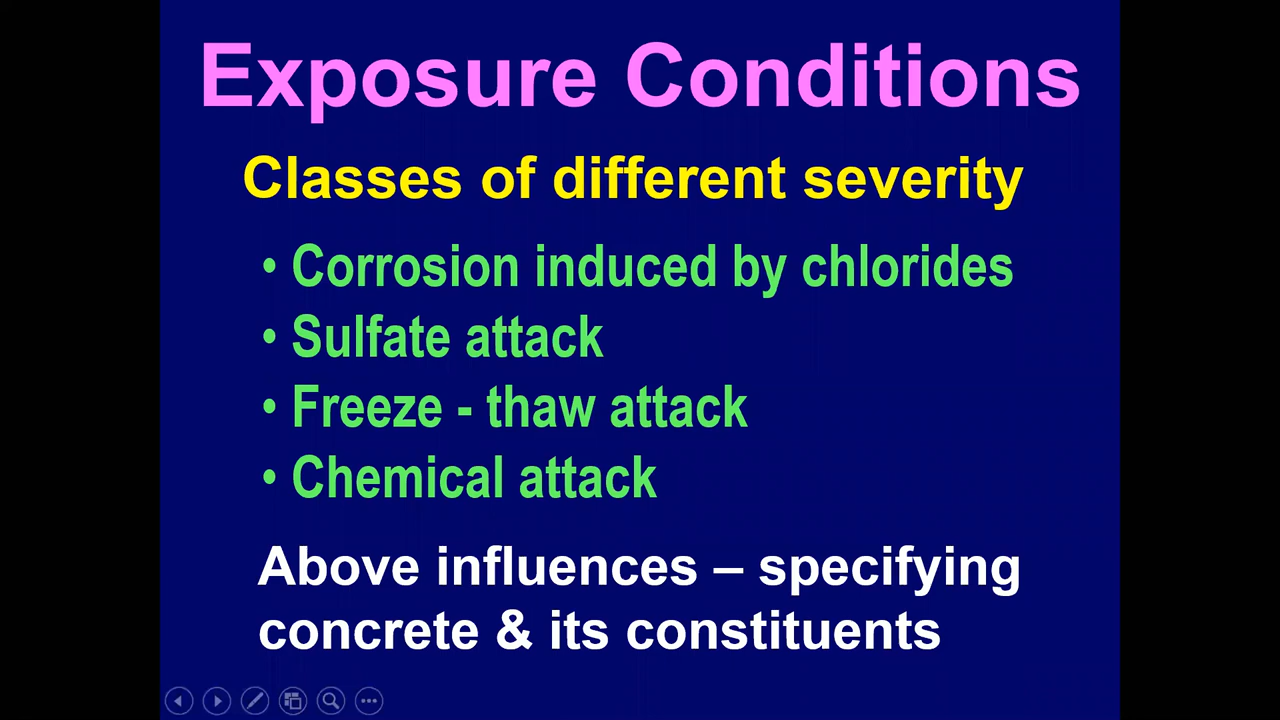 Exposure Conditions
Classes of different severity
• Corrosion induced by chlorides
• Sulfate attack
• Freeze - thaw attack
• Chemical attack
Above influences – specifying
concrete & its constituents